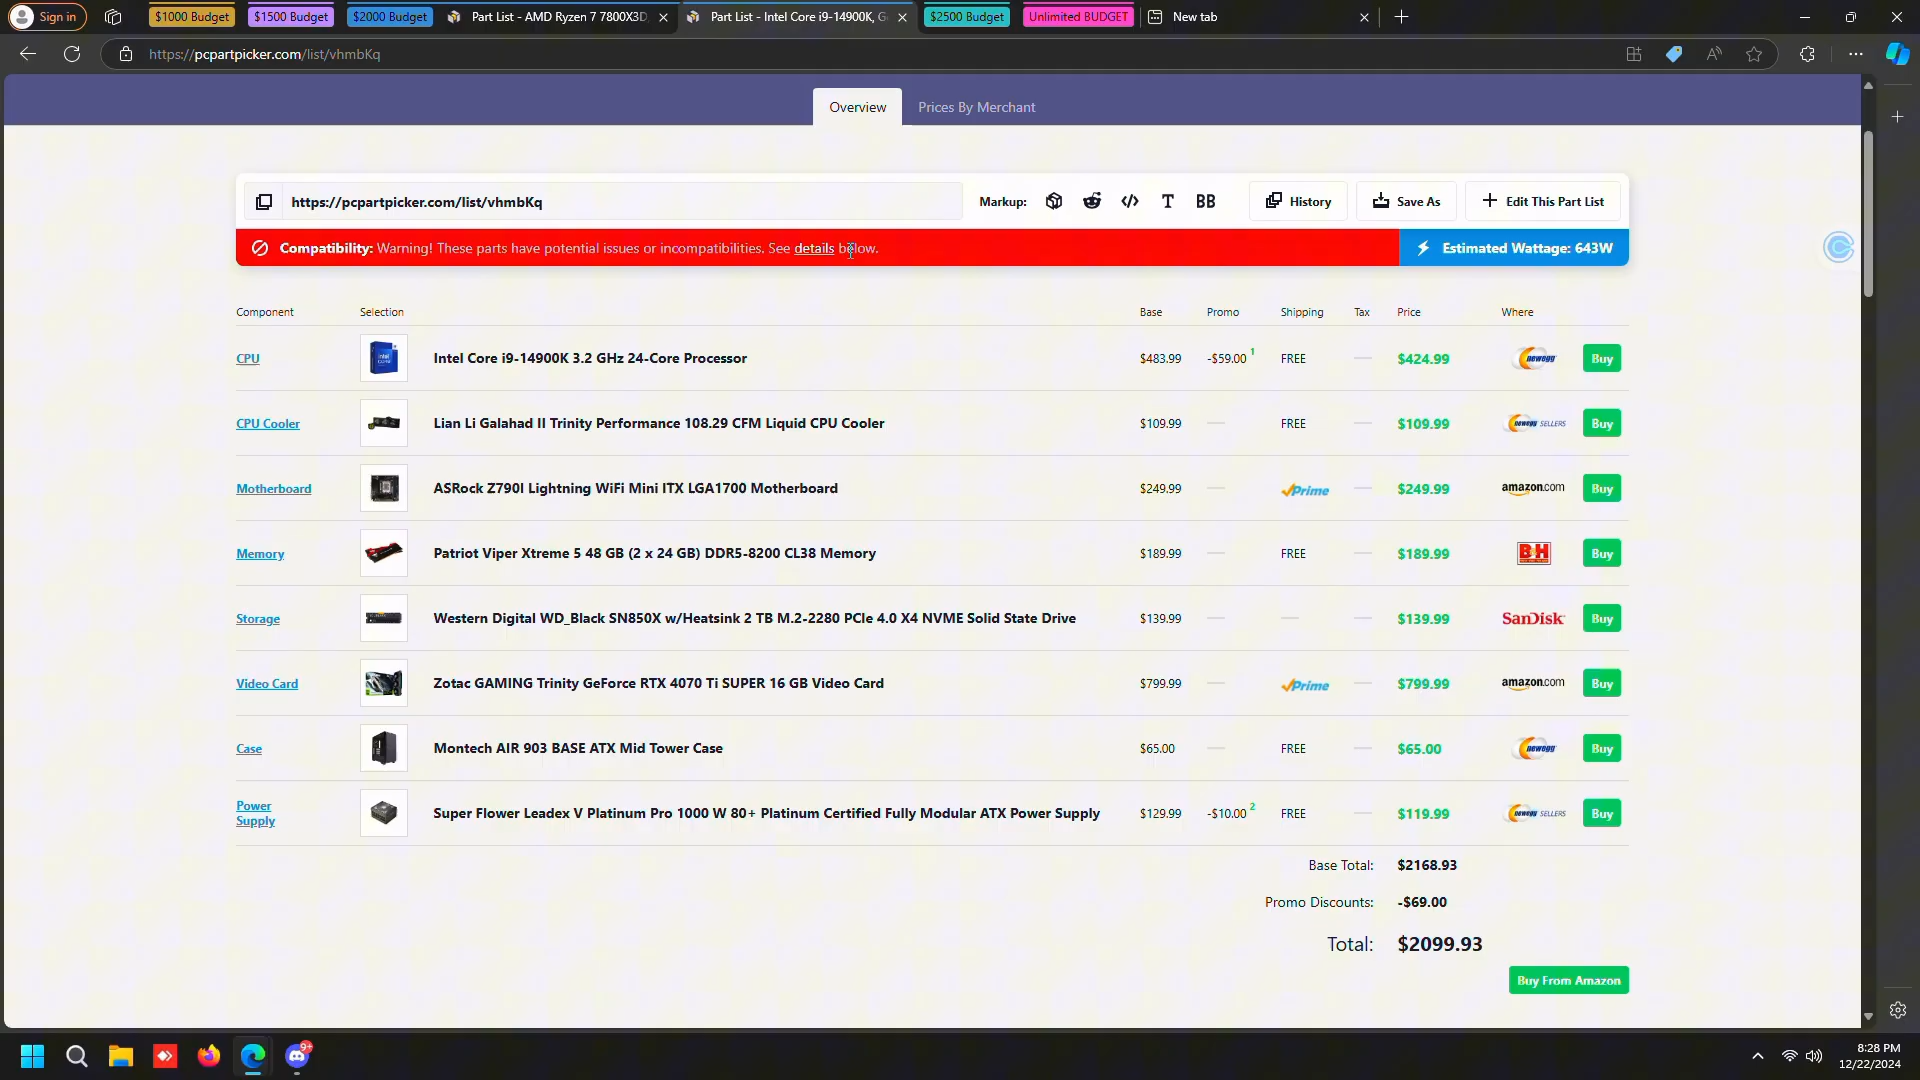 Sign in
$1000 Budget
$1500 Budget
$2000 Budget
Part List - AMD Ryzen 7 7800X3D,
Part List - Intel Core i9-14900K, G
$2500 Budget
Unlimited BUDGET
New tab
https://pcpartpicker.com/list/vhmbKq
Overview
Prices By Merchant
https://pcpartpicker.com/list/vhmbKq
Markup:
T
BB
History
Save As
Edit This Part List
Compatibility: Warning! These parts have potential issues or incompatibilities. See details below.
Estimated Wattage: 643W
Component Selection Base Promo Shipping Tax Price Where
CPU Intel Core i9-14900K 3.2 GHz 24-Core Processor $483.99 -$59.00 1 FREE — $424.99 newegg Buy
CPU Cooler Lian Li Galahad II Trinity Performance 108.29 CFM Liquid CPU Cooler $109.99 — FREE — $109.99 newegg SELLERS Buy
Motherboard ASRock Z790I Lightning WiFi Mini ITX LGA1700 Motherboard $249.99 — Prime — $249.99 amazon.com Buy
Memory Patriot Viper Xtreme 5 48 GB (2 x 24 GB) DDR5-8200 CL38 Memory $189.99 — FREE — $189.99 B&H Buy
Storage Western Digital WD_Black SN850X w/Heatsink 2 TB M.2-2280 PCIe 4.0 X4 NVME Solid State Drive $139.99 — — — $139.99 SanDisk Buy
Video Card Zotac GAMING Trinity GeForce RTX 4070 Ti SUPER 16 GB Video Card $799.99 — Prime — $799.99 amazon.com Buy
Case Montech AIR 903 BASE ATX Mid Tower Case $65.00 — FREE — $65.00 newegg Buy
Power
Supply
Super Flower Leadex V Platinum Pro 1000 W 80+ Platinum Certified Fully Modular ATX Power Supply $129.99 -$10.00 2 FREE — $119.99 newegg SELLERS Buy
Base Total: $2168.93
Promo Discounts: -$69.00
Total: $2099.93
Buy From Amazon
9+
8:28 PM
12/22/2024